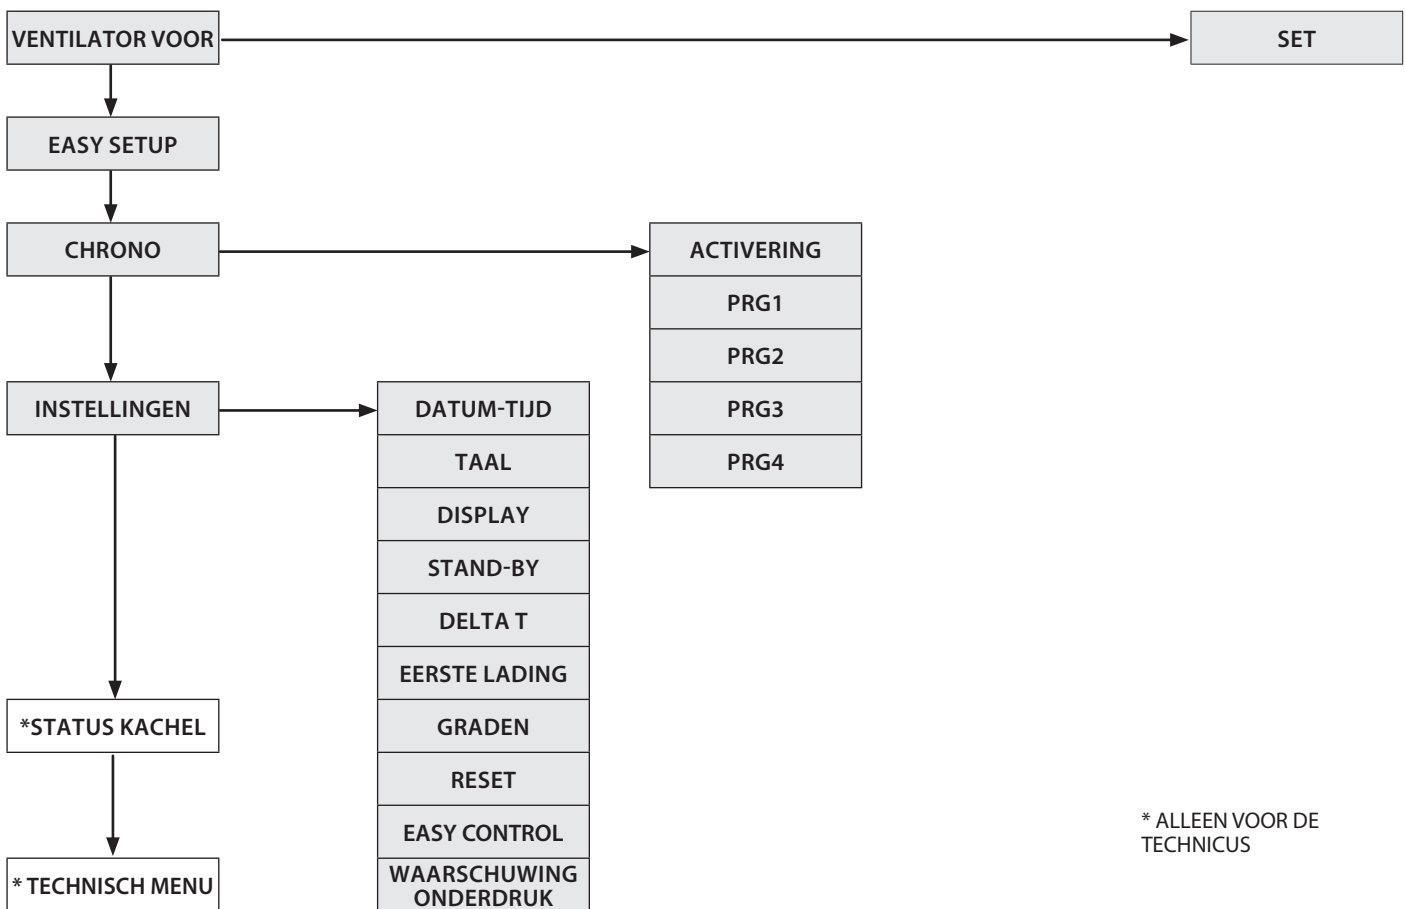 VENTILATOR VOOR
SET
EASY SETUP
CHRONO
ACTIVERING
PRG1
PRG2
PRG3
PRG4
INSTELLINGEN
DATUM-TIJD
TAAL
DISPLAY
STAND-BY
DELTA T
EERSTE LADING
GRADEN
RESET
EASY CONTROL
WAARSCHUWING
ONDERDRUK
*STATUS KACHEL
* TECHNISCH MENU
* ALLEEN VOOR DE
TECHNICUS